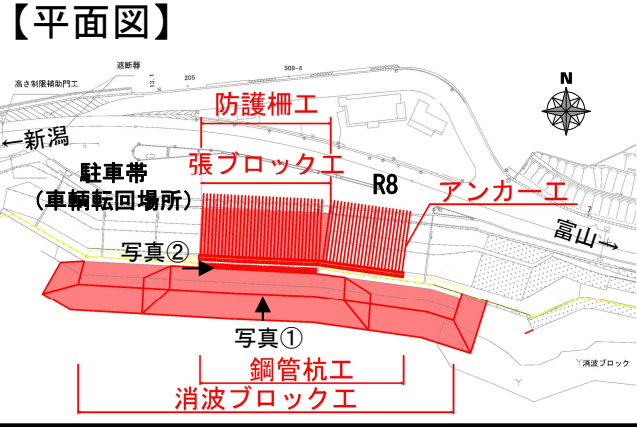 【平面図】
遮断器
高さ制限補助門工
13.1
205
509-4
N
防護柵工
←新潟
張ブロック工
駐車帯
(車輌転回場所)
R8
アンカー工
富山→
写真②
写真①
消波ブロック
鋼管杭工
消波ブロック工